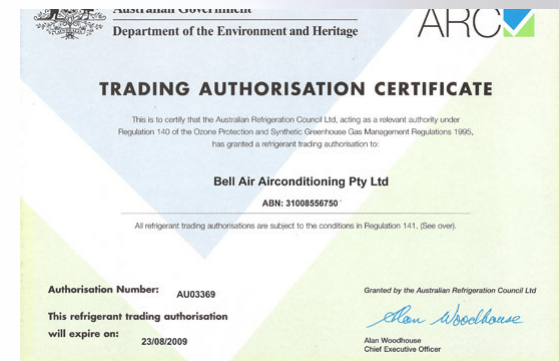 Australian Government
Department of the Environment and Heritage
ARC
TRADING AUTHORISATION CERTIFICATE
This is to certify that the Australian Refrigeration Council Ltd, acting as a relevant authority under
Regulation 140 of the Ozone Protection and Synthetic Greenhouse Gas Management Regulations 1995,
has granted a refrigerant trading authorisation to:
Bell Air Airconditioning Pty Ltd
ABN: 31008556750
All refrigerant trading authorisations are subject to the conditions in Regulation 141. (See over).
Authorisation Number: AU03369
Granted by the Australian Refrigeration Council Ltd
This refrigerant trading authorisation
will expire on: 23/08/2009
Alan Woodhouse
Alan Woodhouse
Chief Executive Officer